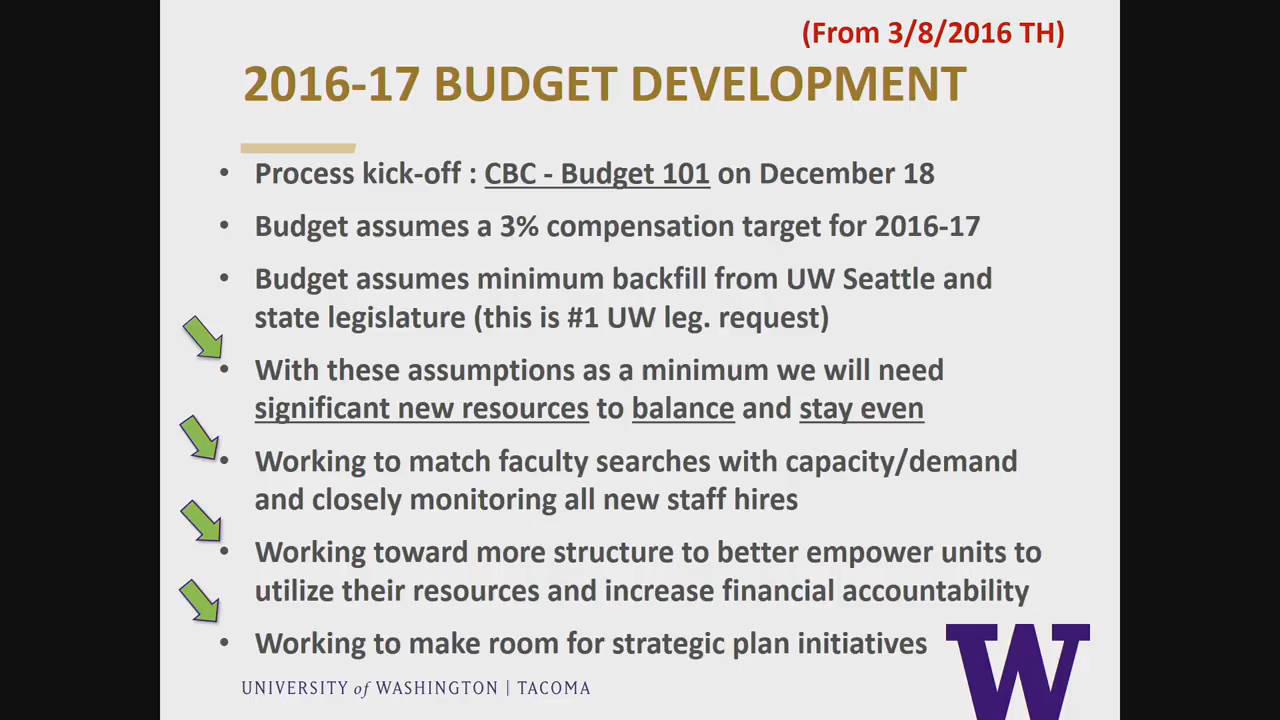 (From 3/8/2016 TH)
2016-17 BUDGET DEVELOPMENT
• Process kick-off : CBC - Budget 101 on December 18
• Budget assumes a 3% compensation target for 2016-17
• Budget assumes minimum backfill from UW Seattle and
state legislature (this is #1 UW leg. request)
• With these assumptions as a minimum we will need
significant new resources to balance and stay even
• Working to match faculty searches with capacity/demand
and closely monitoring all new staff hires
• Working toward more structure to better empower units to
utilize their resources and increase financial accountability
• Working to make room for strategic plan initiatives
UNIVERSITY of WASHINGTON | TACOMA
W